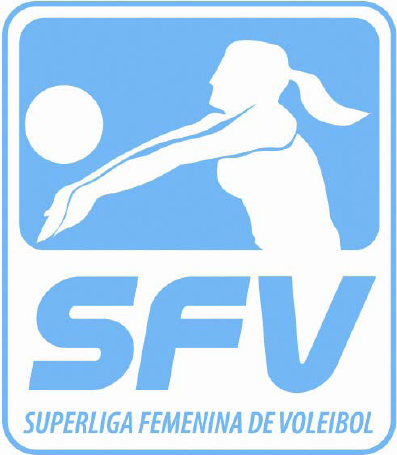 SFV
SUPERLIGA FEMENINA DE VOLEIBOL